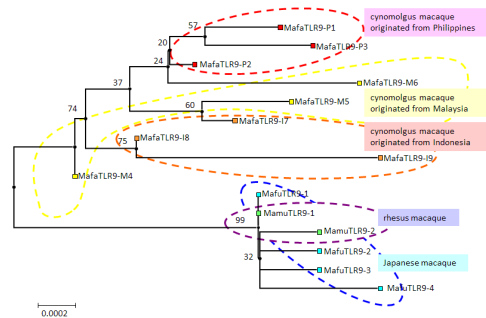 57
MafaTLR9-P1
cynomolgus macaque
originated from Philippines
20
MafaTLR9-P3
24
MafaTLR9-P2
37
MafaTLR9-M6
cynomolgus macaque
originated from Malaysia
74
60
MafaTLR9-M5
MafaTLR9-I7
cynomolgus macaque
originated from Indonesia
MafaTLR9-I8
75
MafaTLR9-I9
MafaTLR9-M4
MafuTLR9-1
99
MamuTLR9-1
rhesus macaque
MamuTLR9-2
MafuTLR9-2
32
Japanese macaque
MafuTLR9-3
MafuTLR9-4
0.0002